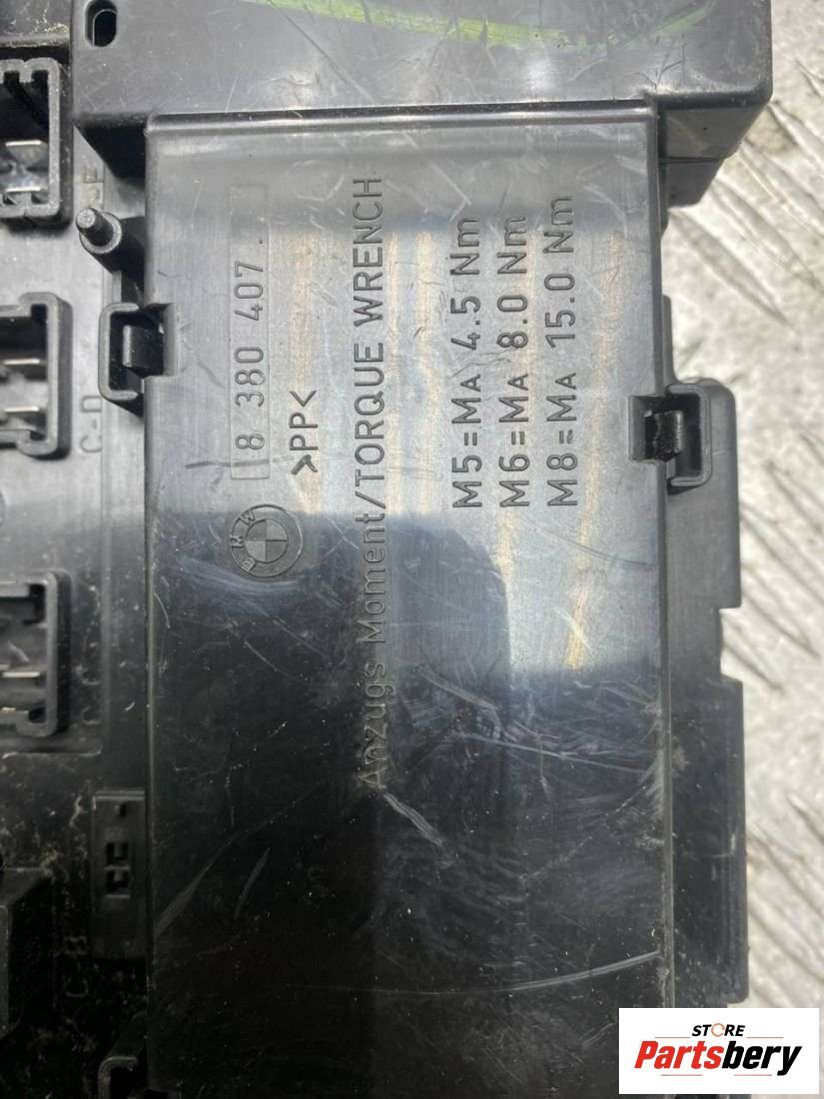 8 380 407.
>PP<
BMW
Anzugs Moment/TORQUE WRENCH
M5=MA 4.5 Nm
M6=MA 8.0 Nm
M8=MA 15.0 Nm
C-D
C-B
STORE
Partsbery